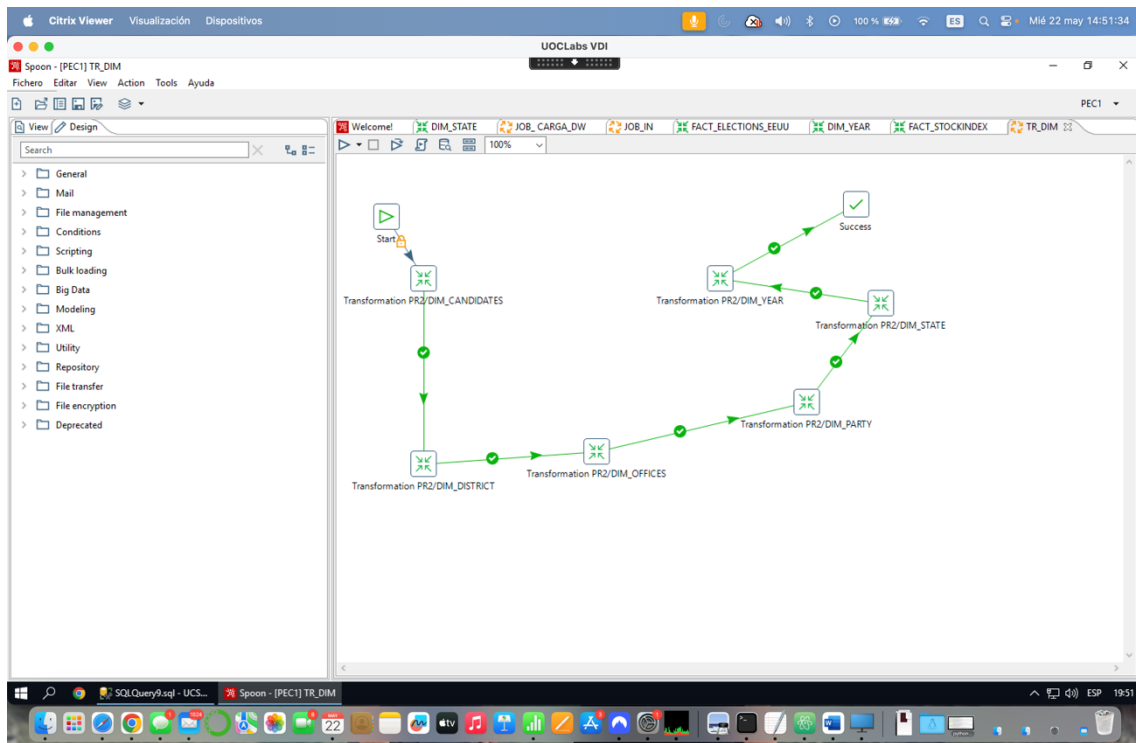 Citrix Viewer Visualización Dispositivos 100 % ES Mié 22 may 14:51:34
UOCLabs VDI
Spoon - [PEC1] TR_DIM
Fichero Editar View Action Tools Ayuda
PEC1
View Design
Welcome! DIM_STATE JOB_ CARGA_DW JOB_IN FACT_ELECTIONS_EEUU DIM_YEAR FACT_STOCKINDEX TR_DIM
Search
100%
General
Mail
File management
Conditions
Scripting
Bulk loading
Big Data
Modeling
XML
Utility
Repository
File transfer
File encryption
Deprecated
Success
Start
Transformation PR2/DIM_CANDIDATES
Transformation PR2/DIM_YEAR
Transformation PR2/DIM_STATE
Transformation PR2/DIM_PARTY
Transformation PR2/DIM_OFFICES
Transformation PR2/DIM_DISTRICT
SQLQuery9.sql - UCS... Spoon - [PEC1] TR_DIM ESP 19:51
22
tv